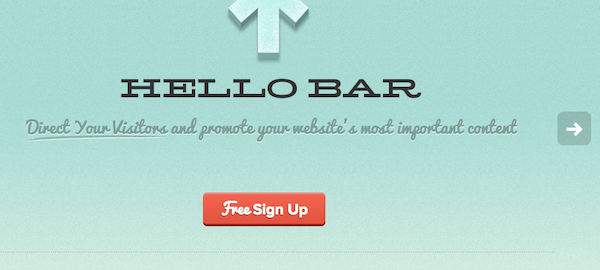 HELLO BAR
Direct Your Visitors and promote your website's most important content
Free Sign Up